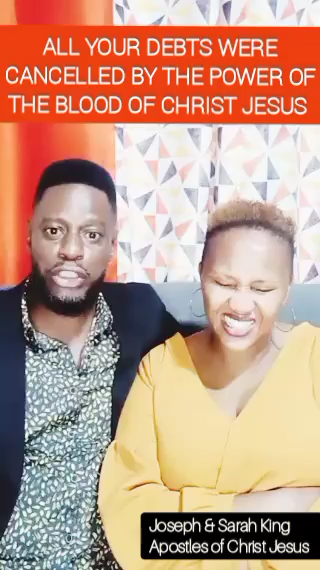 ALL YOUR DEBTS WERE
CANCELLED BY THE POWER OF
THE BLOOD OF CHRIST JESUS
Joseph & Sarah King
Apostles of Christ Jesus